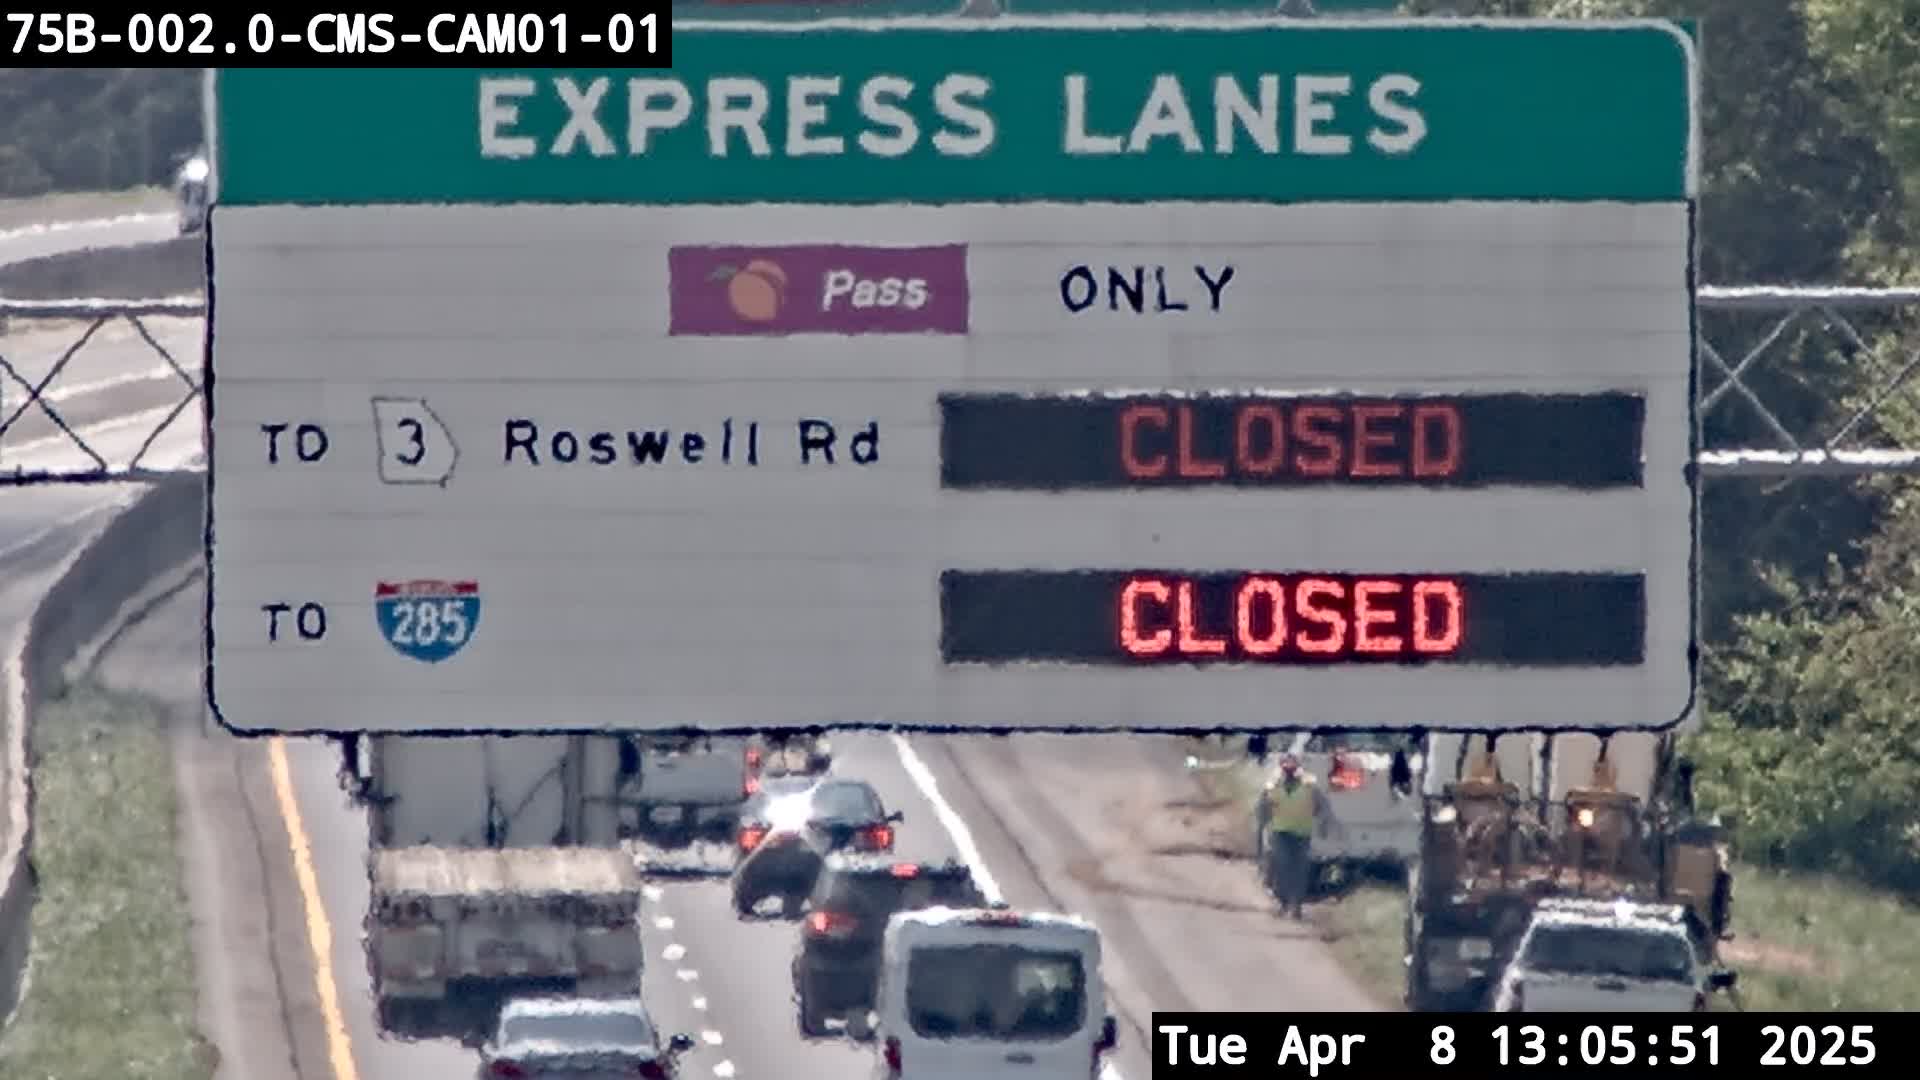 75B-002.0-CMS-CAM01-01
EXPRESS LANES
Pass ONLY
TO 3 Roswell Rd CLOSED
TO 285 CLOSED
Tue Apr 8 13:05:51 2025